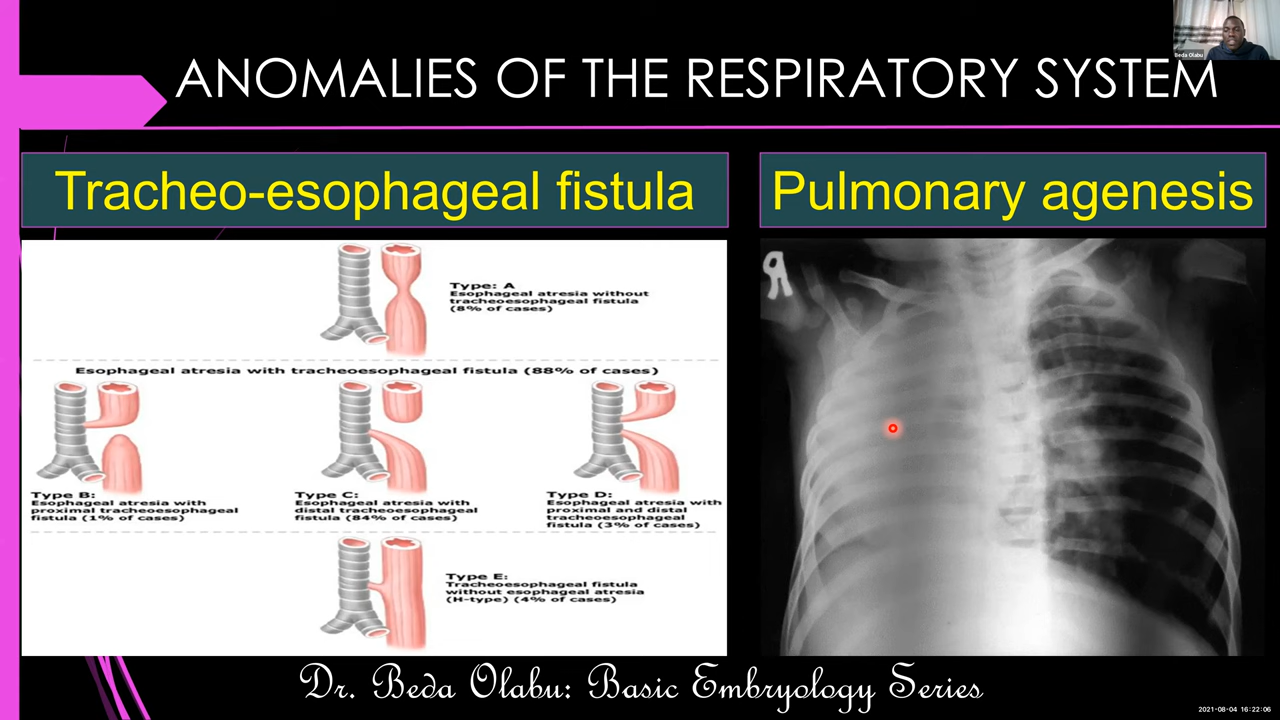 Beda Olabu
ANOMALIES OF THE RESPIRATORY SYSTEM
Tracheo-esophageal fistula
Type: A
Esophageal atresia without
tracheoesophageal fistula
(8% of cases)
Esophageal atresia with tracheoesophageal fistula (88% of cases)
Type B:
Esophageal atresia with
proximal tracheoesophageal
fistula (1% of cases)
Type C:
Esophageal atresia with
distal tracheoesophageal
fistula (84% of cases)
Type D:
Esophageal atresia with
proximal and distal
tracheoesophageal
fistula (3% of cases)
Type E:
Tracheoesophageal fistula
without esophageal atresia
(H-type) (4% of cases)
Pulmonary agenesis
R
Dr. Beda Olabu: Basic Embryology Series
2021-08-04 16:22:06